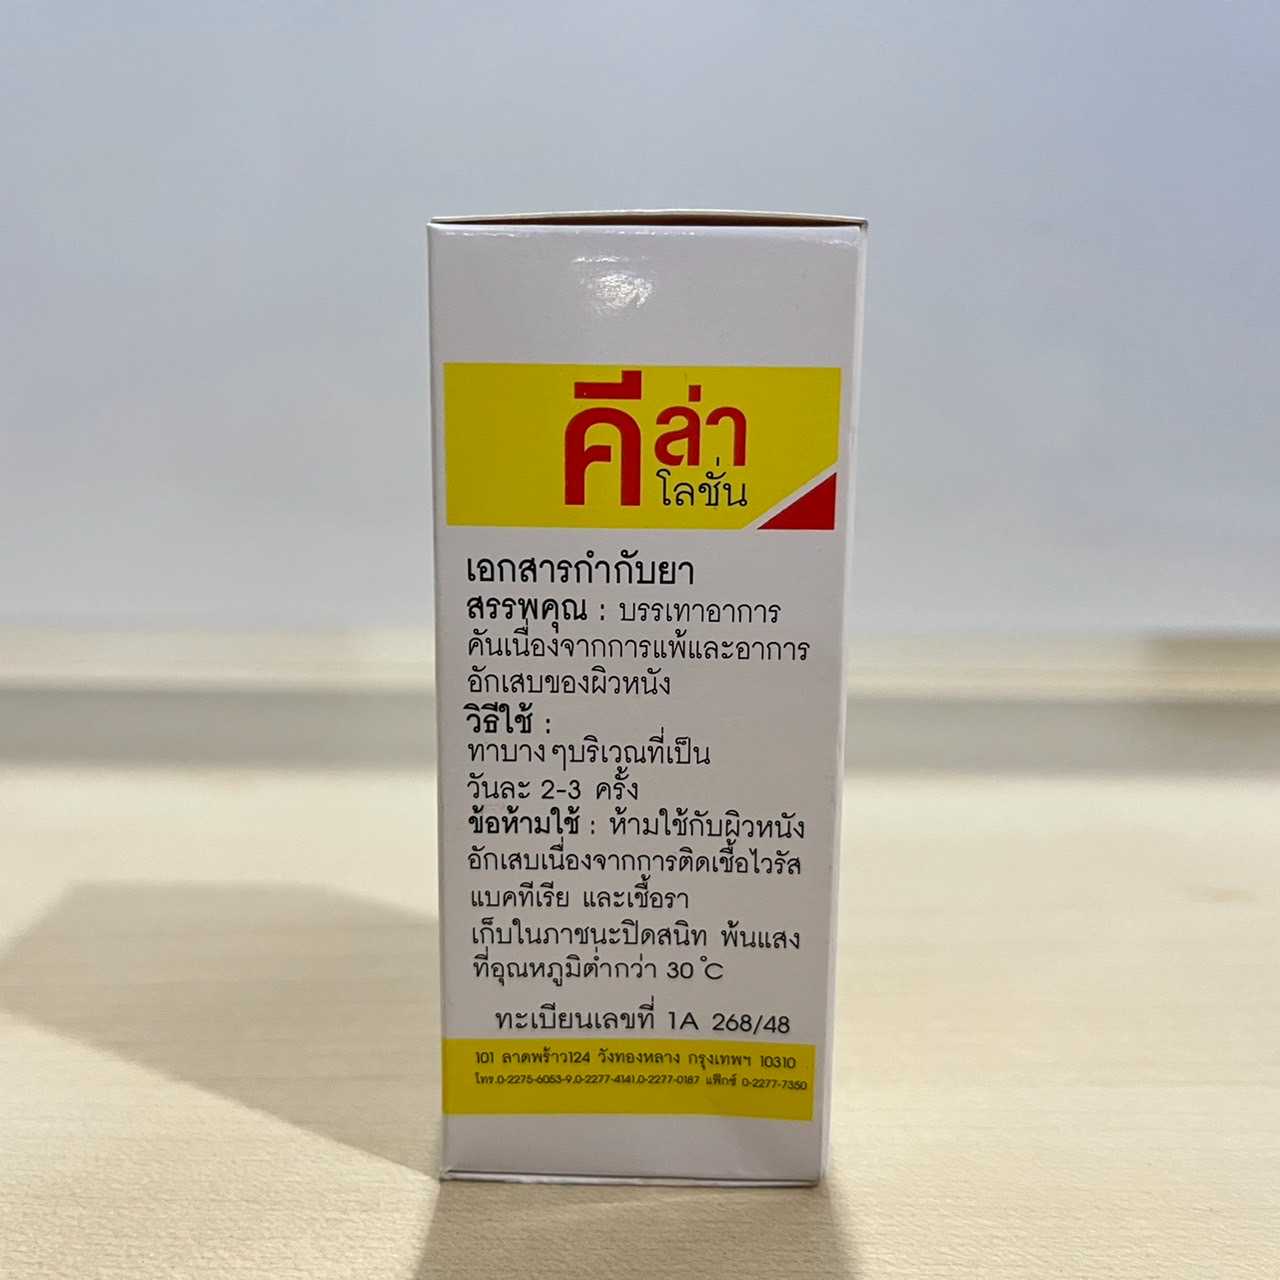 คีล่า
โลชั่น
เอกสารกำกับยา
สรรพคุณ : บรรเทาอาการ
คันเนื่องจากการแพ้และอาการ
อักเสบของผิวหนัง
วิธีใช้ :
ทาบางๆบริเวณที่เป็น
วันละ 2-3 ครั้ง
ข้อห้ามใช้ : ห้ามใช้กับผิวหนัง
อักเสบเนื่องจากการติดเชื้อไวรัส
แบคทีเรีย และเชื้อรา
เก็บในภาชนะปิดสนิท พ้นแสง
ที่อุณหภูมิต่ำกว่า 30 °C
ทะเบียนเลขที่ 1A 268/48
101 ลาดพร้าว124 วังทองหลาง กรุงเทพฯ 10310
โทร.0-2275-6053-9,0-2277-4141,0-2277-0187 แฟ็กซ์ 0-2277-7350